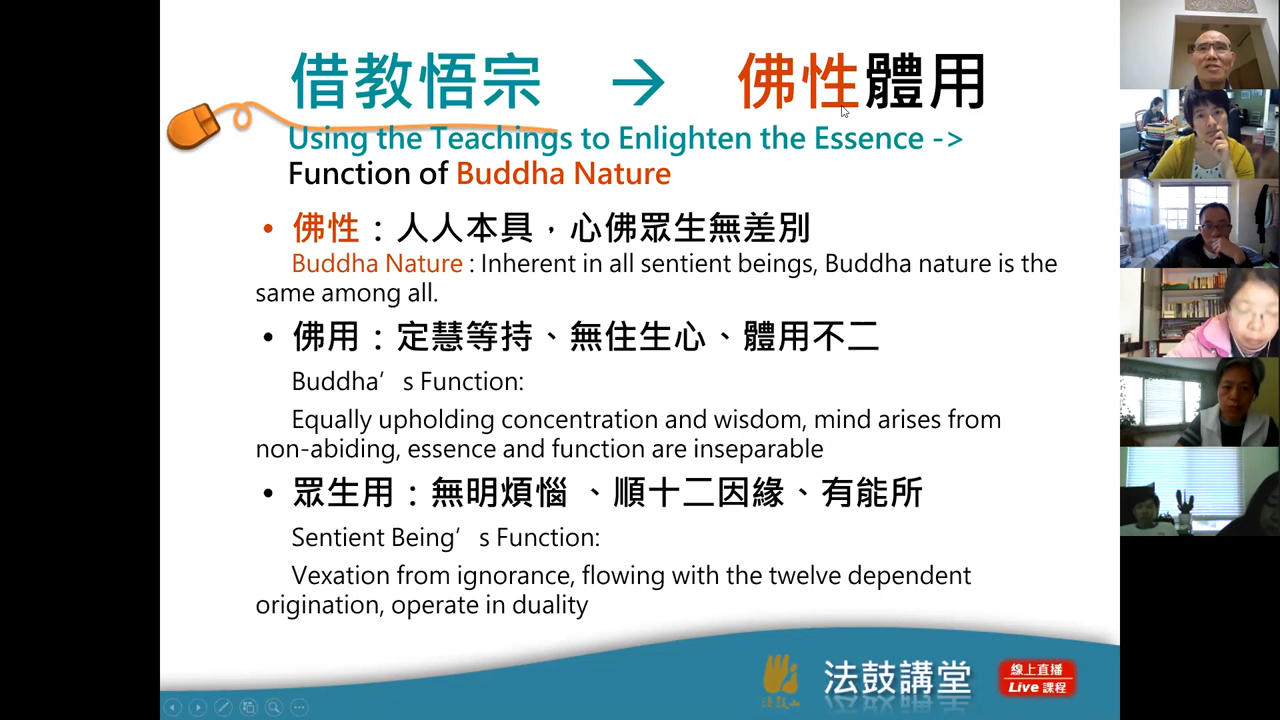 借教悟宗 → 佛性體用
Using the Teachings to Enlighten the Essence ->
Function of Buddha Nature
• 佛性：人人本具，心佛眾生無差別
Buddha Nature : Inherent in all sentient beings, Buddha nature is the
same among all.
• 佛用：定慧等持、無住生心、體用不二
Buddha’s Function:
Equally upholding concentration and wisdom, mind arises from
non-abiding, essence and function are inseparable
• 眾生用：無明煩惱 、順十二因緣、有能所
Sentient Being’s Function:
Vexation from ignorance, flowing with the twelve dependent
origination, operate in duality
法鼓山
法鼓講堂
線上直播
Live 課程